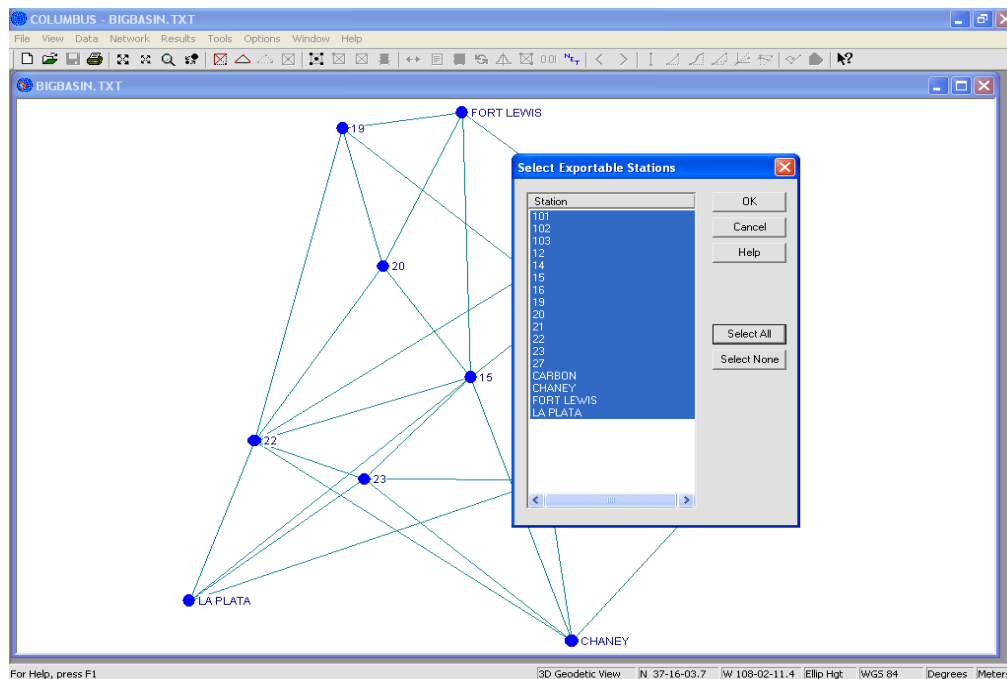 COLUMBUS - BIGBASIN.TXT
File View Data Network Results Tools Options Window Help
0.01
BIGBASIN.TXT
FORT LEWIS
19
20
15
22
23
LA PLATA
CHANEY
Select Exportable Stations
Station
101
102
103
12
14
15
16
19
20
21
22
23
27
CARBON
CHANEY
FORT LEWIS
LA PLATA
OK
Cancel
Help
Select All
Select None
For Help, press F1
3D Geodetic View N 37-16-03.7 W 108-02-11.4 Ellip Hgt WGS 84 Degrees Meter